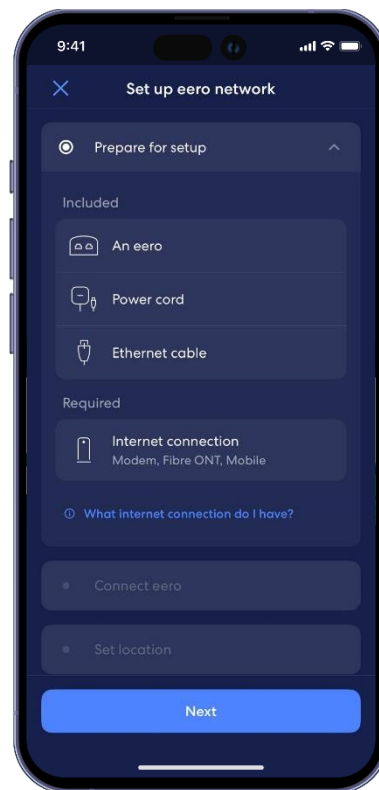 9:41
Set up eero network
Prepare for setup
Included
An eero
Power cord
Ethernet cable
Required
Internet connection
Modem, Fibre ONT, Mobile
What internet connection do I have?
Connect eero
Set location
Next